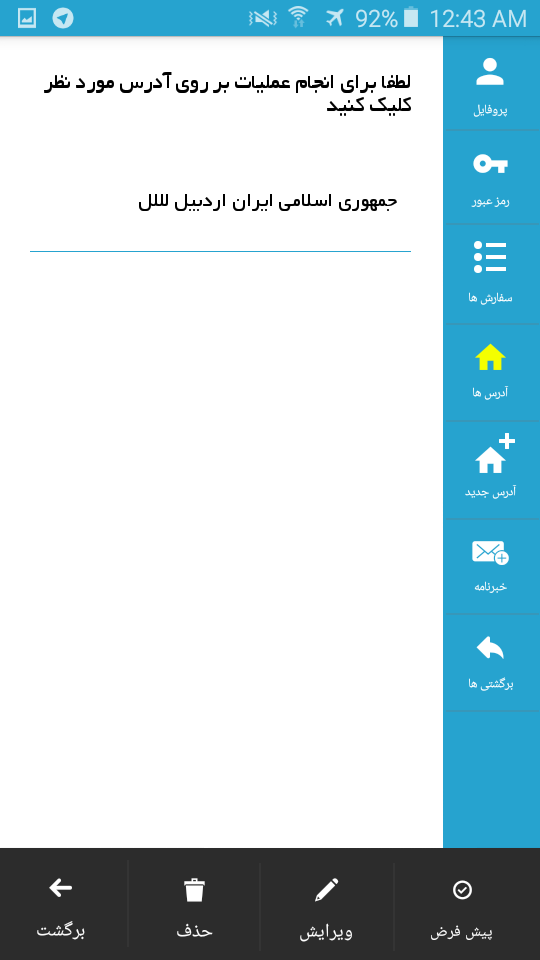 92% 12:43 AM
لطفا برای انجام عملیات بر روی آدرس مورد نظر
کلیک کنید
جمهوری اسلامی ایران اردبیل لللل
پروفایل
رمز عبور
سفارش ها
آدرس ها
آدرس جدید
خبرنامه
برگشتی ها
پیش فرض
ویرایش
حذف
برگشت